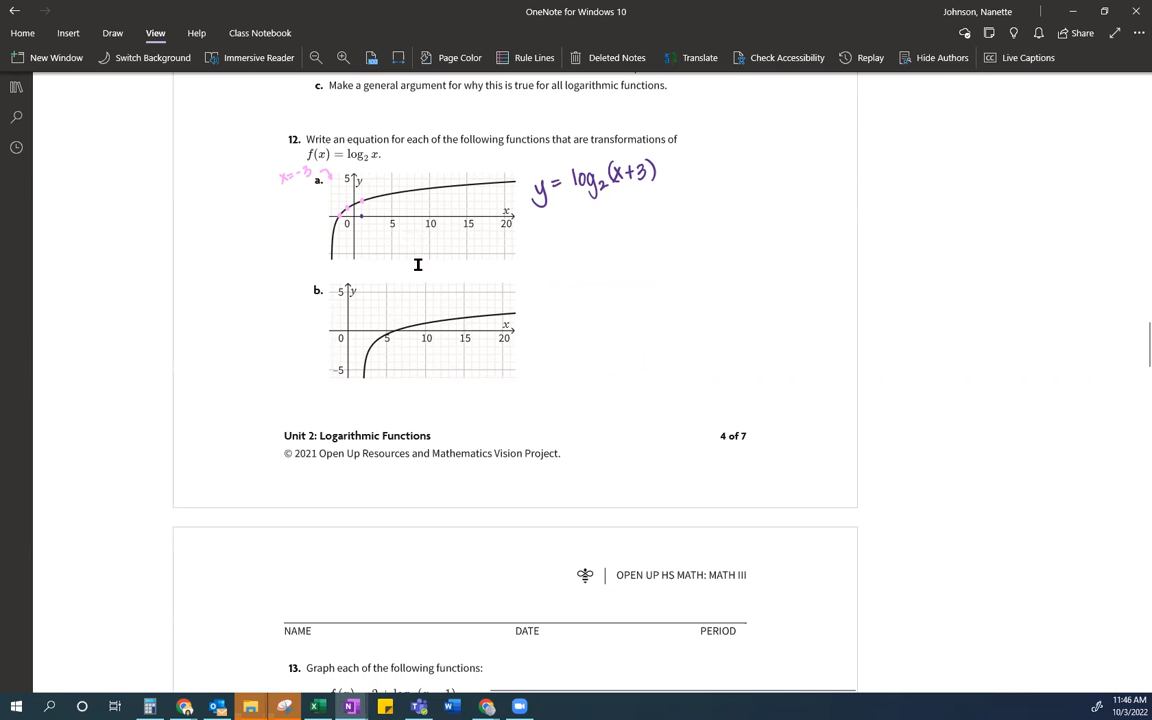 OneNote for Windows 10
Johnson, Nanette
Home Insert Draw View Help Class Notebook
Share
New Window Switch Background Immersive Reader Page Color Rule Lines Deleted Notes Translate Check Accessibility Replay Hide Authors CC Live Captions
c. Make a general argument for why this is true for all logarithmic functions.
12. Write an equation for each of the following functions that are transformations of
f(x) = log₂ x.
x=-3
a.
5 y
x
0 5 10 15 20
y = log₂(x+3)
b.
5 y
x
0 5 10 15 20
-5
Unit 2: Logarithmic Functions
4 of 7
© 2021 Open Up Resources and Mathematics Vision Project.
OPEN UP HS MATH: MATH III
NAME DATE PERIOD
13. Graph each of the following functions:
11:46 AM
10/3/2022